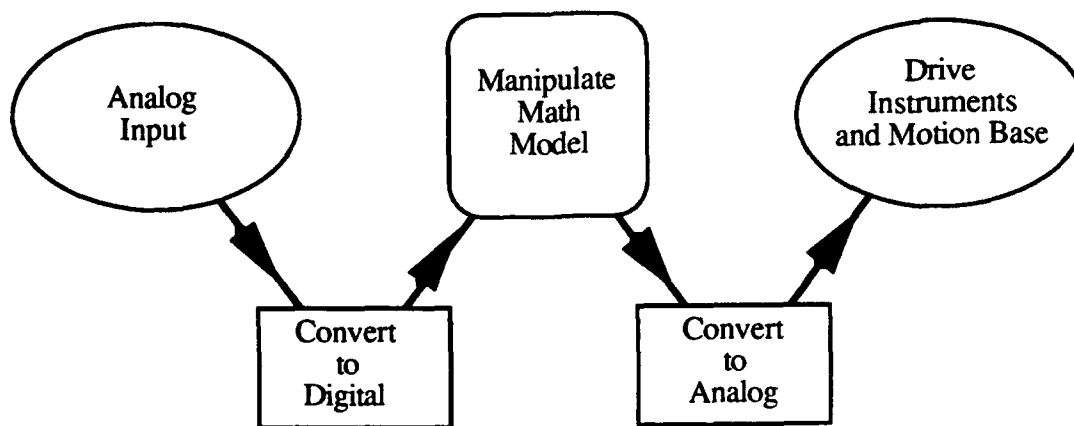 Analog
Input
Manipulate
Math
Model
Drive
Instruments
and Motion Base
Convert
to
Digital
Convert
to
Analog